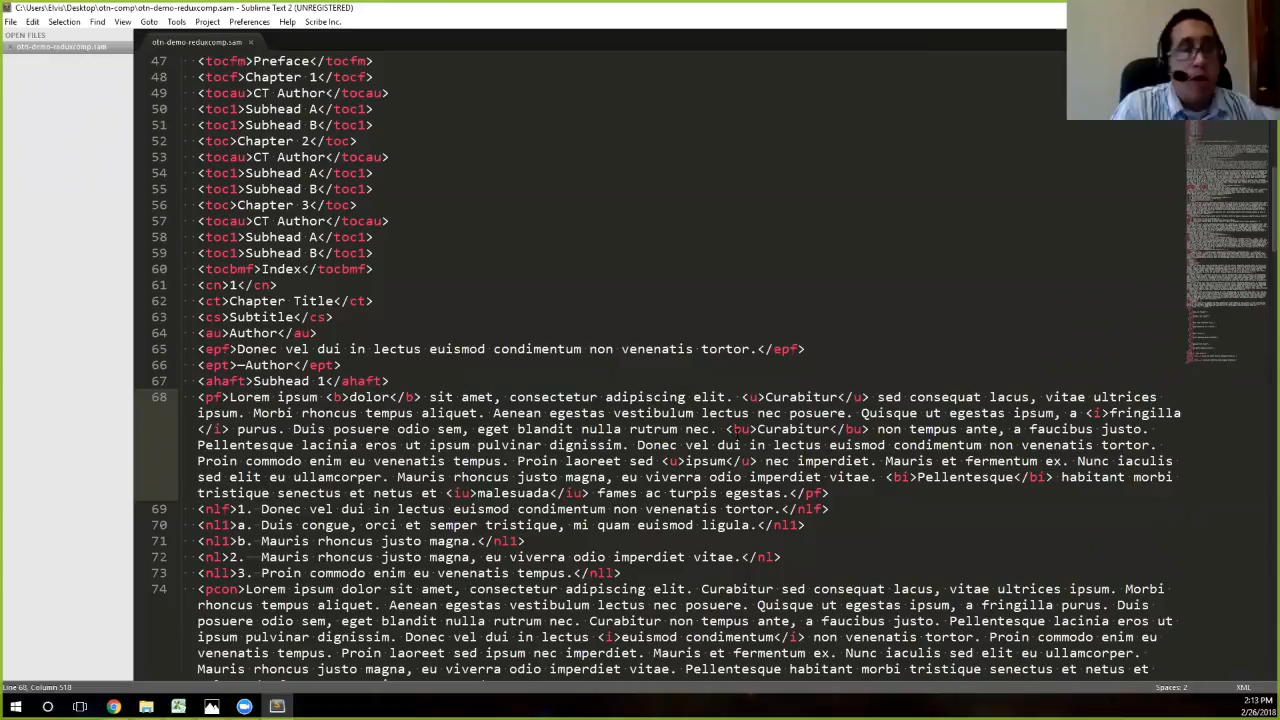 C:\Users\Elvis\Desktop\otn-comp\otn-demo-reduxcomp.sam - Sublime Text 2 (UNREGISTERED)
File Edit Selection Find View Goto Tools Project Preferences Help Scribe Inc.
OPEN FILES
otn-demo-reduxcomp.sam
otn-demo-reduxcomp.sam
47 <tocfm>Preface</tocfm>
48 <tocf>Chapter 1</tocf>
49 <tocau>CT Author</tocau>
50 <toc1>Subhead A</toc1>
51 <toc1>Subhead B</toc1>
52 <toc>Chapter 2</toc>
53 <tocau>CT Author</tocau>
54 <toc1>Subhead A</toc1>
55 <toc1>Subhead B</toc1>
56 <toc>Chapter 3</toc>
57 <tocau>CT Author</tocau>
58 <toc1>Subhead A</toc1>
59 <toc1>Subhead B</toc1>
60 <tocbmf>Index</tocbmf>
61 <cn>1</cn>
62 <ct>Chapter Title</ct>
63 <cs>Subtitle</cs>
64 <au>Author</au>
65 <epf>Donec vel dui in lectus euismod condimentum non venenatis tortor.</epf>
66 <ept>—Author</ept>
67 <ahaft>Subhead 1</ahaft>
68 <pf>Lorem ipsum <b>dolor</b> sit amet, consectetur adipiscing elit. <u>Curabitur</u> sed consequat lacus, vitae ultrices
ipsum. Morbi rhoncus tempus aliquet. Aenean egestas vestibulum lectus nec posuere. Quisque ut egestas ipsum, a <i>fringilla
</i> purus. Duis posuere odio sem, eget blandit nulla rutrum nec. <bu>Curabitur</bu> non tempus ante, a faucibus justo.
Pellentesque lacinia eros ut ipsum pulvinar dignissim. Donec vel dui in lectus euismod condimentum non venenatis tortor.
Proin commodo enim eu venenatis tempus. Proin laoreet sed <u>ipsum</u> nec imperdiet. Mauris et fermentum ex. Nunc iaculis
sed elit eu ullamcorper. Mauris rhoncus justo magna, eu viverra odio imperdiet vitae. <bi>Pellentesque</bi> habitant morbi
tristique senectus et netus et <iu>malesuada</iu> fames ac turpis egestas.</pf>
69 <nlf>1. Donec vel dui in lectus euismod condimentum non venenatis tortor.</nlf>
70 <nl1>a. Duis congue, orci et semper tristique, mi quam euismod ligula.</nl1>
71 <nl1>b. Mauris rhoncus justo magna.</nl1>
72 <nl>2. Mauris rhoncus justo magna, eu viverra odio imperdiet vitae.</nl>
73 <nll>3. Proin commodo enim eu venenatis tempus.</nll>
74 <pcon>Lorem ipsum dolor sit amet, consectetur adipiscing elit. Curabitur sed consequat lacus, vitae ultrices ipsum. Morbi
rhoncus tempus aliquet. Aenean egestas vestibulum lectus nec posuere. Quisque ut egestas ipsum, a fringilla purus. Duis
posuere odio sem, eget blandit nulla rutrum nec. Curabitur non tempus ante, a faucibus justo. Pellentesque lacinia eros ut
ipsum pulvinar dignissim. Donec vel dui in lectus <i>euismod condimentum</i> non venenatis tortor. Proin commodo enim eu
venenatis tempus. Proin laoreet sed ipsum nec imperdiet. Mauris et fermentum ex. Nunc iaculis sed elit eu ullamcorper.
Mauris rhoncus justo magna, eu viverra odio imperdiet vitae. Pellentesque habitant morbi tristique senectus et netus et
Line 68, Column 518
Spaces: 2
XML
2:13 PM
2/26/2018